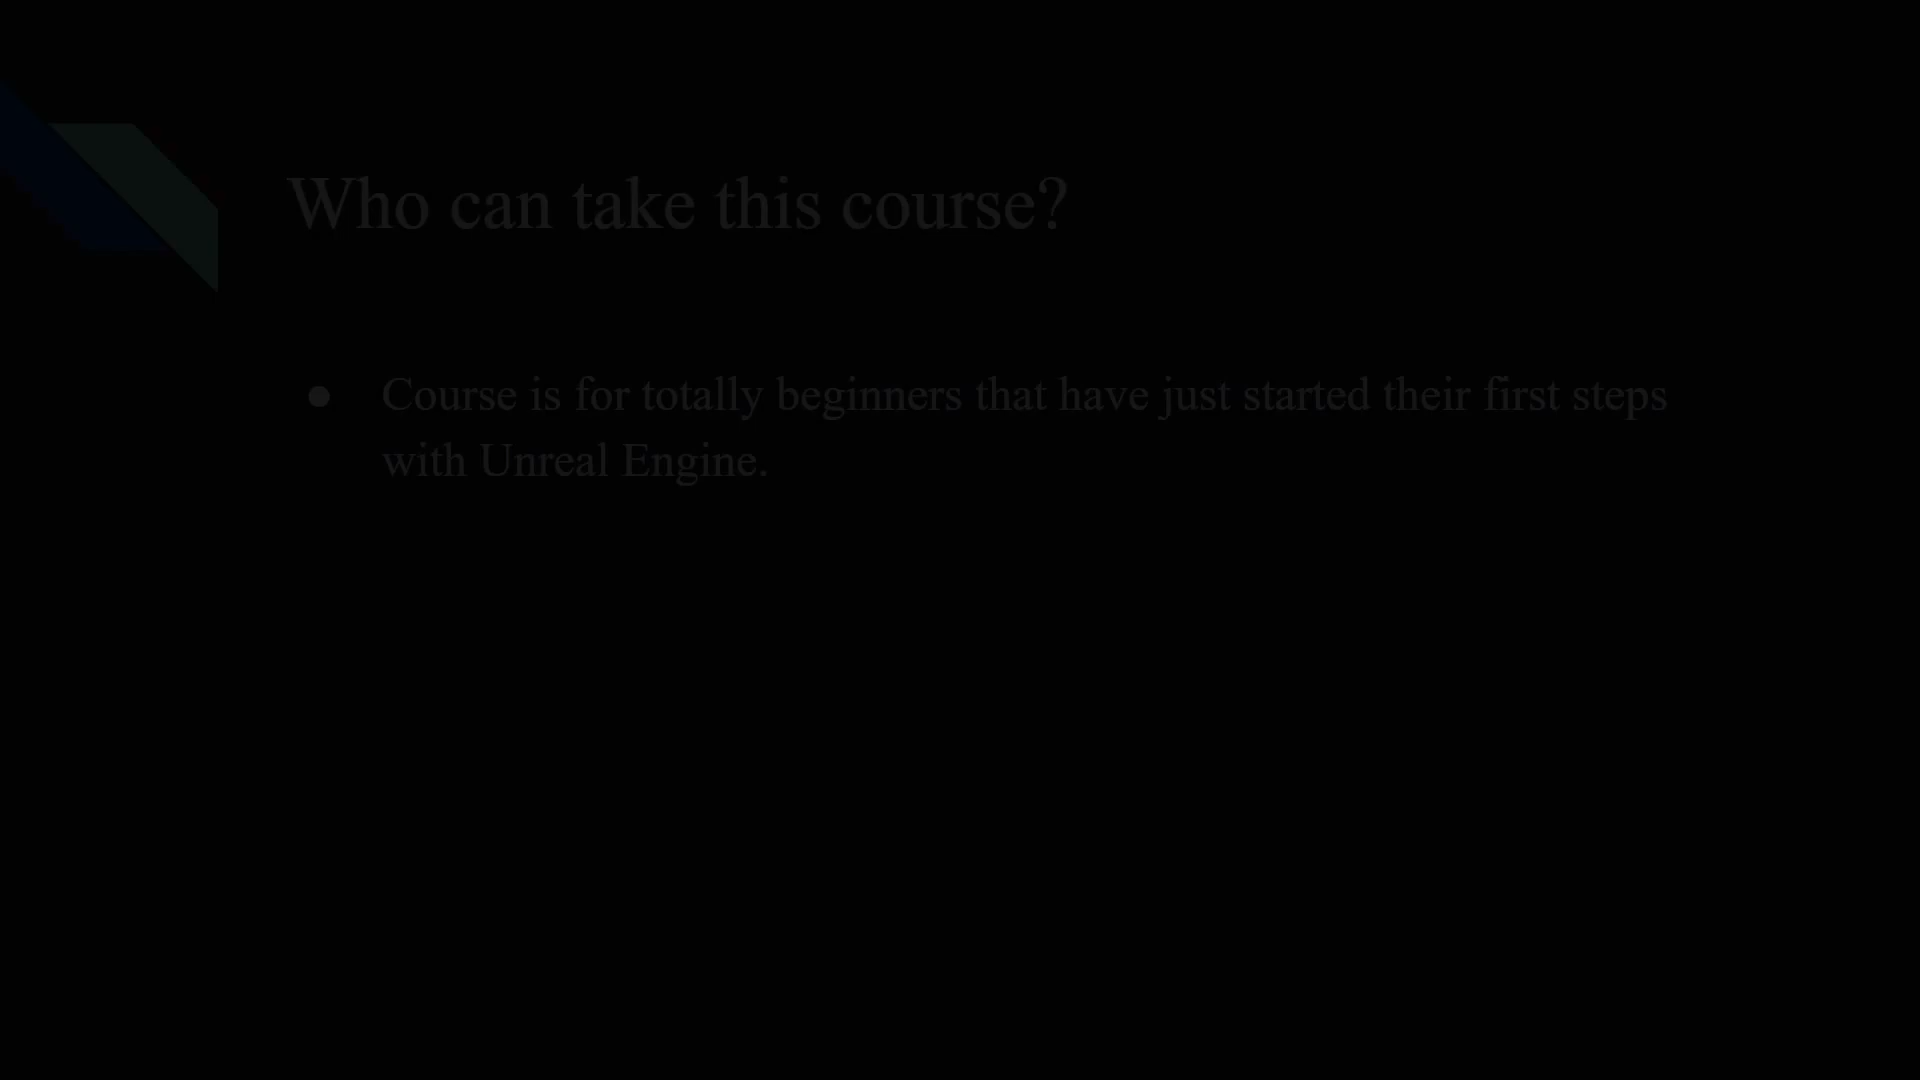 Who can take this course?
● Course is for totally beginners that have just started their first steps
with Unreal Engine.